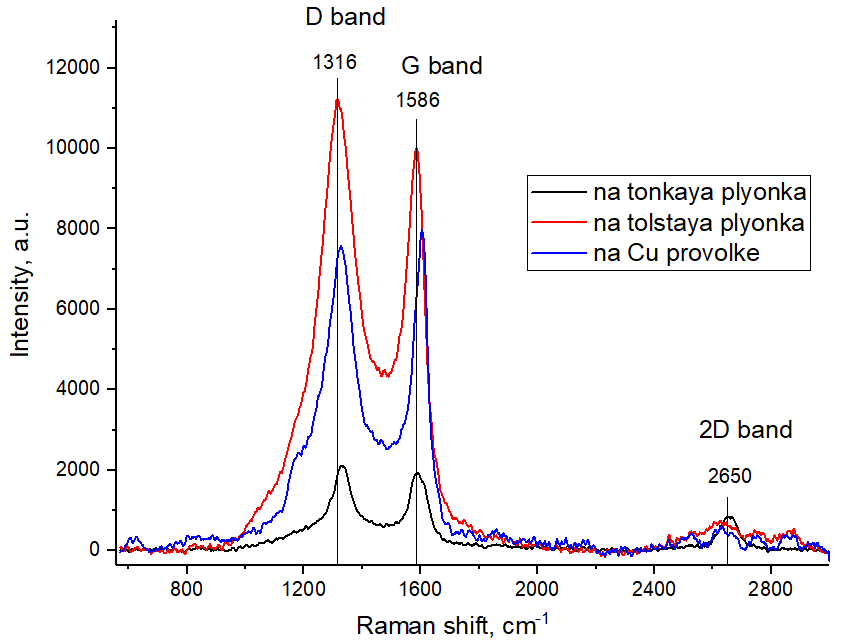 D band
1316
G band
1586
12000
10000
8000
6000
4000
2000
0
Intensity, a.u.
na tonkaya plyonka
na tolstaya plyonka
na Cu provolke
2D band
2650
800
1200
1600
2000
2400
2800
Raman shift, cm⁻¹